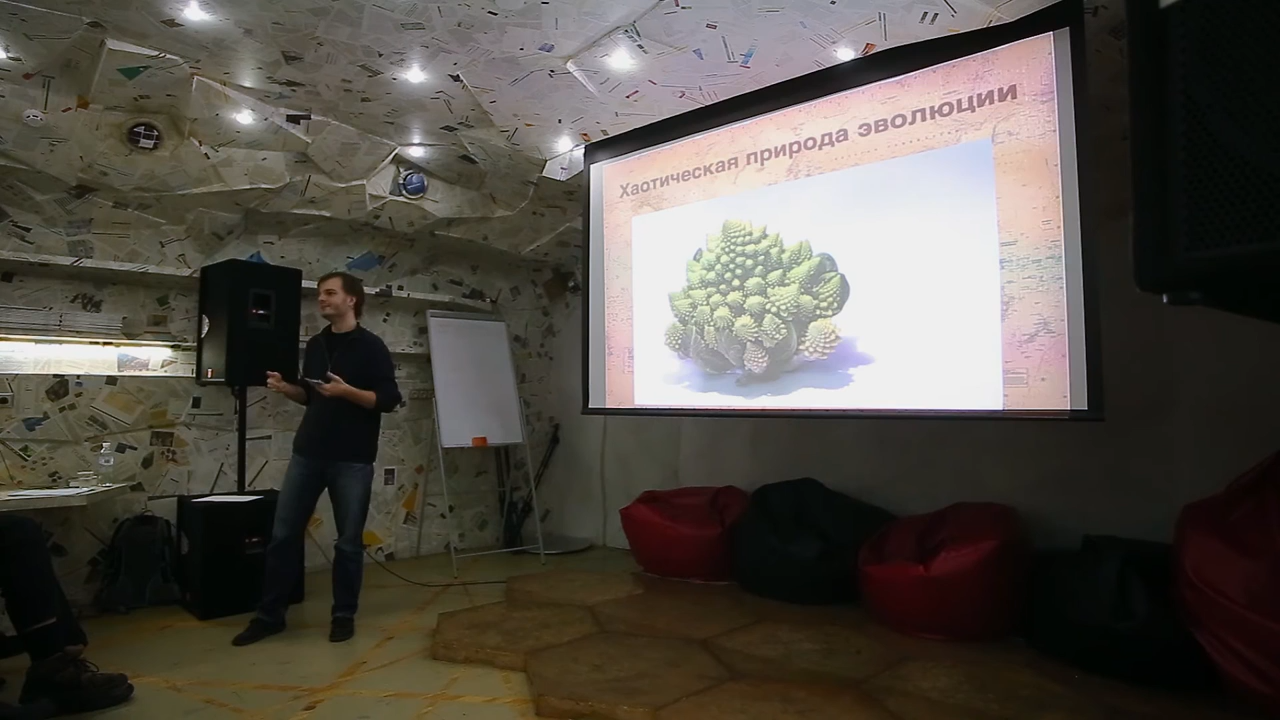 Хаотическая природа эволюции